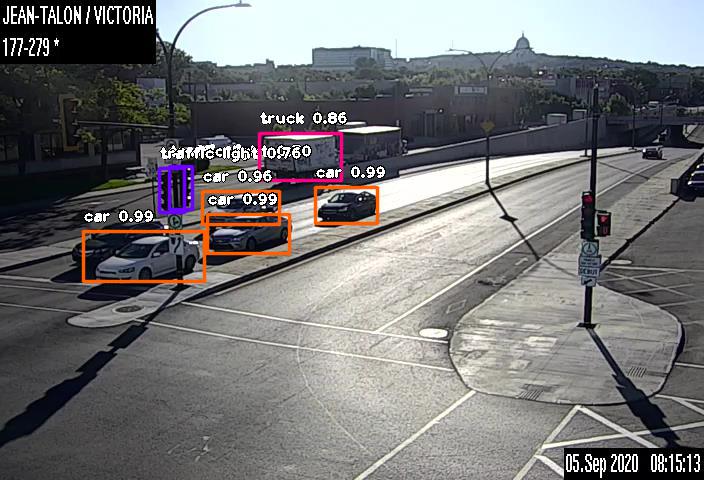 JEAN-TALON / VICTORIA
177-279 *
truck 0.86
traffic light 0.76
car 0.96
car 0.99
car 0.99
car 0.99
DÉBUT
05.Sep 2020 08:15:13